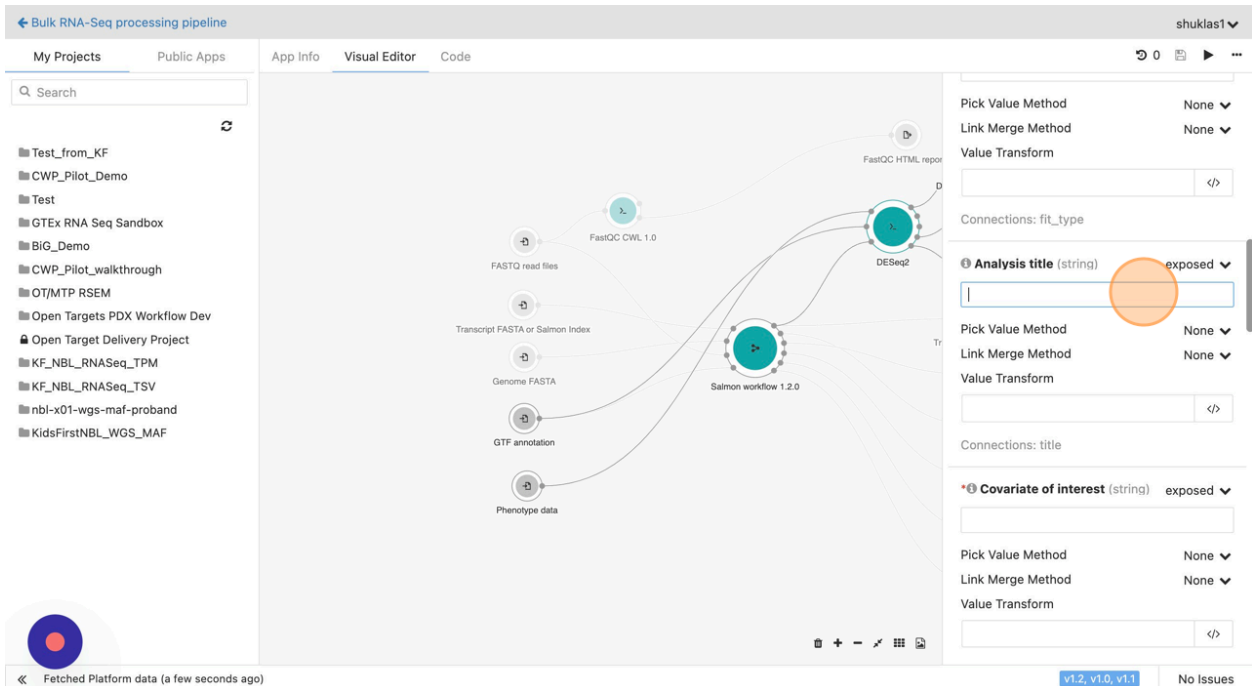 Bulk RNA-Seq processing pipeline
shuklas1
My Projects
Public Apps
App Info
Visual Editor
Code
0
Search
Test_from_KF
CWP_Pilot_Demo
Test
GTEx RNA Seq Sandbox
BiG_Demo
CWP_Pilot_walkthrough
OT/MTP RSEM
Open Targets PDX Workflow Dev
Open Target Delivery Project
KF_NBL_RNASeq_TPM
KF_NBL_RNASeq_TSV
nbl-x01-wgs-maf-proband
KidsFirstNBL_WGS_MAF
FastQC HTML repor
D
FastQC CWL 1.0
DESeq2
FASTQ read files
Transcript FASTA or Salmon Index
Tr
Genome FASTA
Salmon workflow 1.2.0
GTF annotation
Phenotype data
Pick Value Method None
Link Merge Method None
Value Transform
</>
Connections: fit_type
Analysis title (string) exposed
Pick Value Method None
Link Merge Method None
Value Transform
</>
Connections: title
*Covariate of interest (string) exposed
Pick Value Method None
Link Merge Method None
Value Transform
</>
Fetched Platform data (a few seconds ago)
v1.2, v1.0, v1.1
No Issues